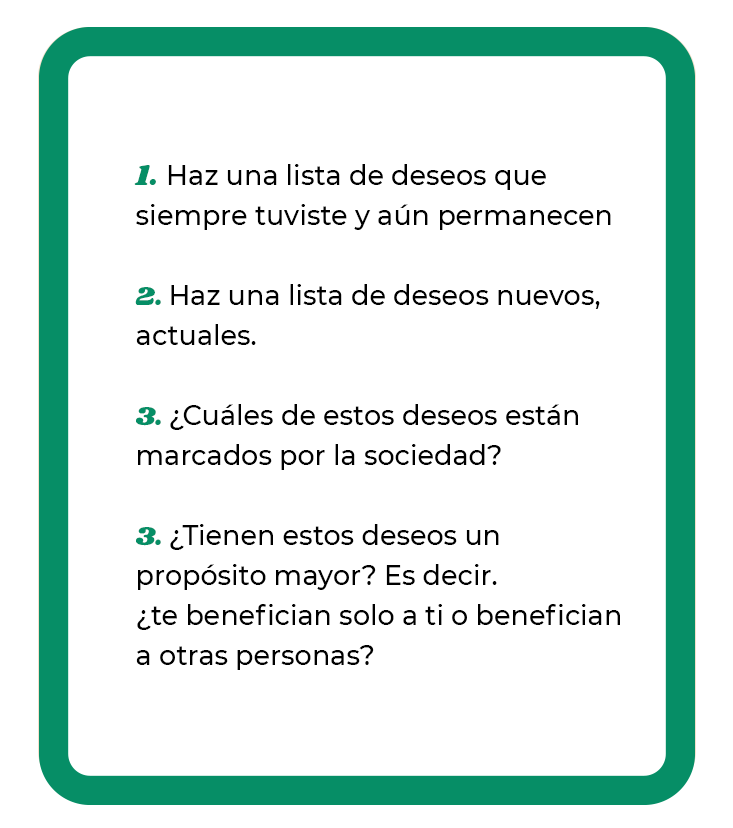 1. Haz una lista de deseos que
siempre tuviste y aún permanecen
2. Haz una lista de deseos nuevos,
actuales.
3. ¿Cuáles de estos deseos están
marcados por la sociedad?
3. ¿Tienen estos deseos un
propósito mayor? Es decir.
¿te benefician solo a ti o benefician
a otras personas?